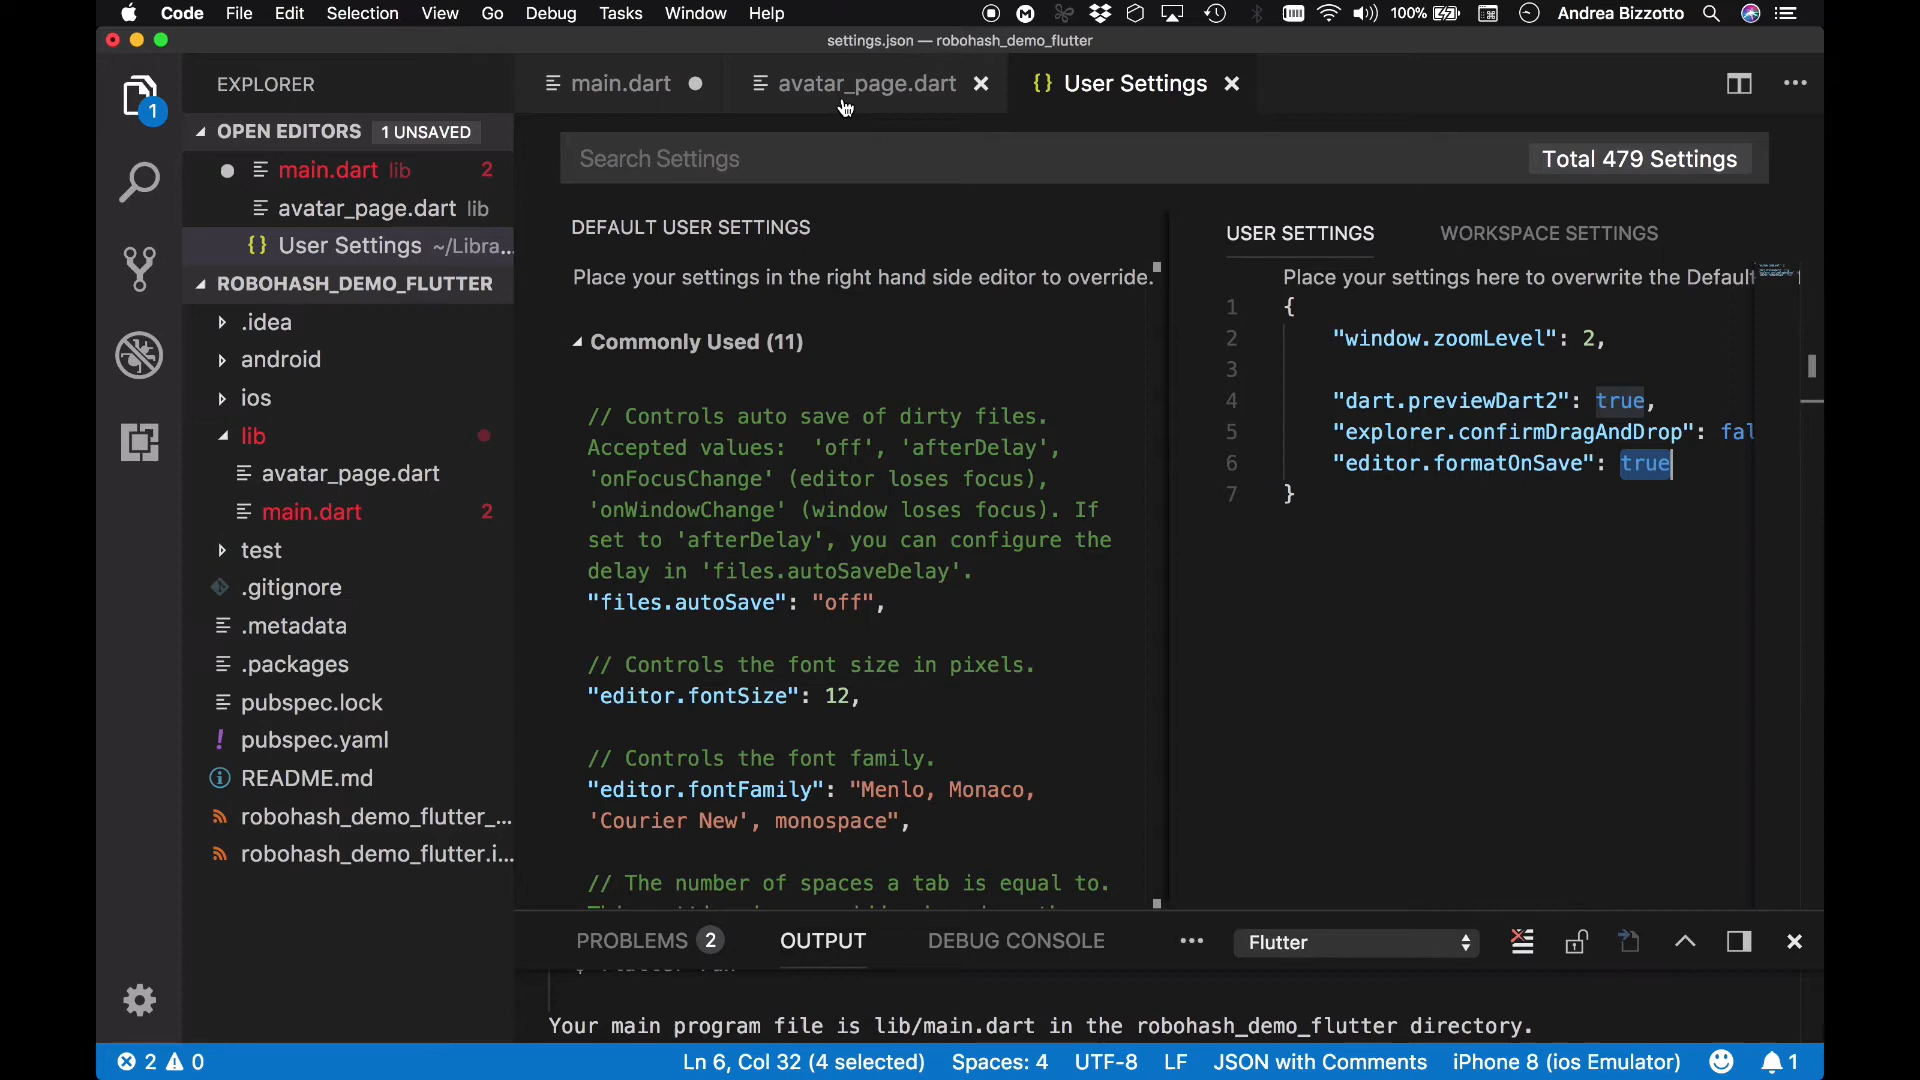 Code File Edit Selection View Go Debug Tasks Window Help 100% Andrea Bizzotto
settings.json — robohash_demo_flutter
1
EXPLORER
OPEN EDITORS 1 UNSAVED
main.dart lib 2
avatar_page.dart lib
{} User Settings ~/Libra...
ROBOHASH_DEMO_FLUTTER
.idea
android
ios
lib
avatar_page.dart
main.dart 2
test
.gitignore
.metadata
.packages
pubspec.lock
! pubspec.yaml
README.md
robohash_demo_flutter_...
robohash_demo_flutter.i...
main.dart
avatar_page.dart
{} User Settings
Search Settings
Total 479 Settings
DEFAULT USER SETTINGS
Place your settings in the right hand side editor to override.
Commonly Used (11)
// Controls auto save of dirty files.
Accepted values:  'off', 'afterDelay',
'onFocusChange' (editor loses focus),
'onWindowChange' (window loses focus). If
set to 'afterDelay', you can configure the
delay in 'files.autoSaveDelay'.
"files.autoSave": "off",
// Controls the font size in pixels.
"editor.fontSize": 12,
// Controls the font family.
"editor.fontFamily": "Menlo, Monaco,
'Courier New', monospace",
// The number of spaces a tab is equal to.
USER SETTINGS WORKSPACE SETTINGS
Place your settings here to overwrite the Default
1 {
2 "window.zoomLevel": 2,
3
4 "dart.previewDart2": true,
5 "explorer.confirmDragAndDrop": fal
6 "editor.formatOnSave": true
7 }
PROBLEMS 2 OUTPUT DEBUG CONSOLE ••• Flutter
Your main program file is lib/main.dart in the robohash_demo_flutter directory.
2 0 Ln 6, Col 32 (4 selected) Spaces: 4 UTF-8 LF JSON with Comments iPhone 8 (ios Emulator) 1